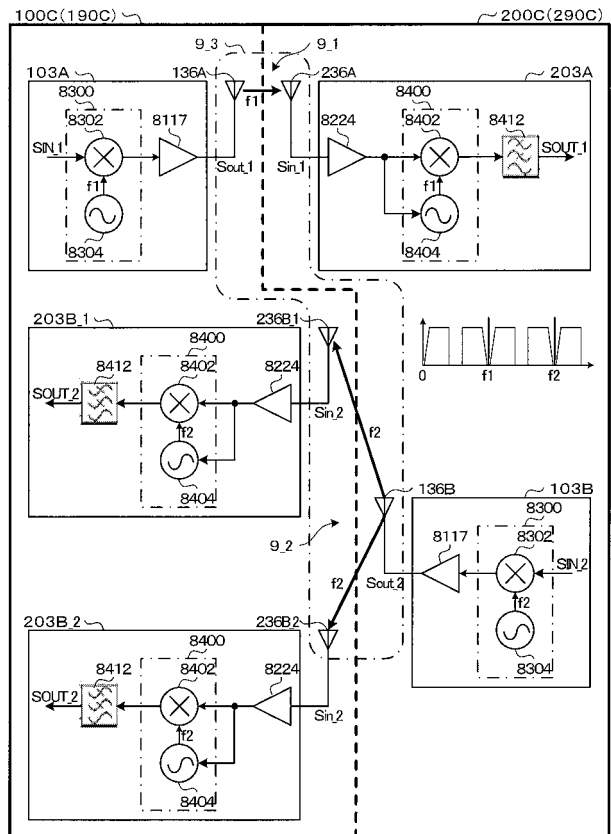 100C(190C)
200C(290C)
9_3
9_1
103A
136A
236A
203A
8300
8302
8117
f1
8224
8400
8402
8412
SIN_1
SOUT_1
f1
Sout_1
Sin_1
f1
8304
8404
203B_1
236B_1
8400
8412
8402
8224
SOUT_2
f2
Sin_2
8404
f2
0
f1
f2
136B
103B
8300
8302
8117
9_2
f2
Sout_2
SIN_2
f2
8304
203B_2
236B_2
8400
8412
8402
8224
SOUT_2
f2
Sin_2
8404